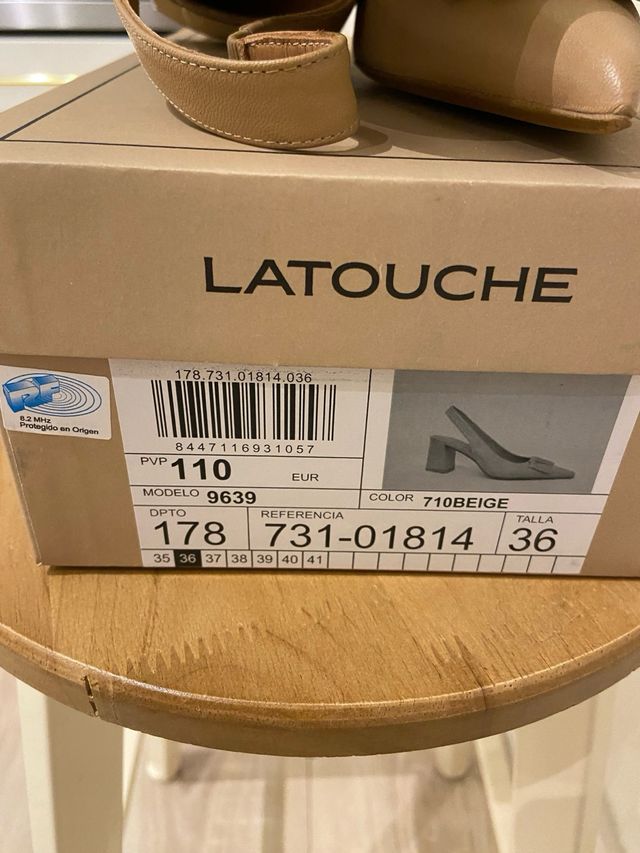 LATOUCHE
RF
8.2 MHz
Protegido en Origen
178.731.01814.036
8447116931057
PVP 110 EUR
MODELO 9639
COLOR 710BEIGE
DPTO
178
REFERENCIA
731-01814
TALLA
36
35 36 37 38 39 40 41